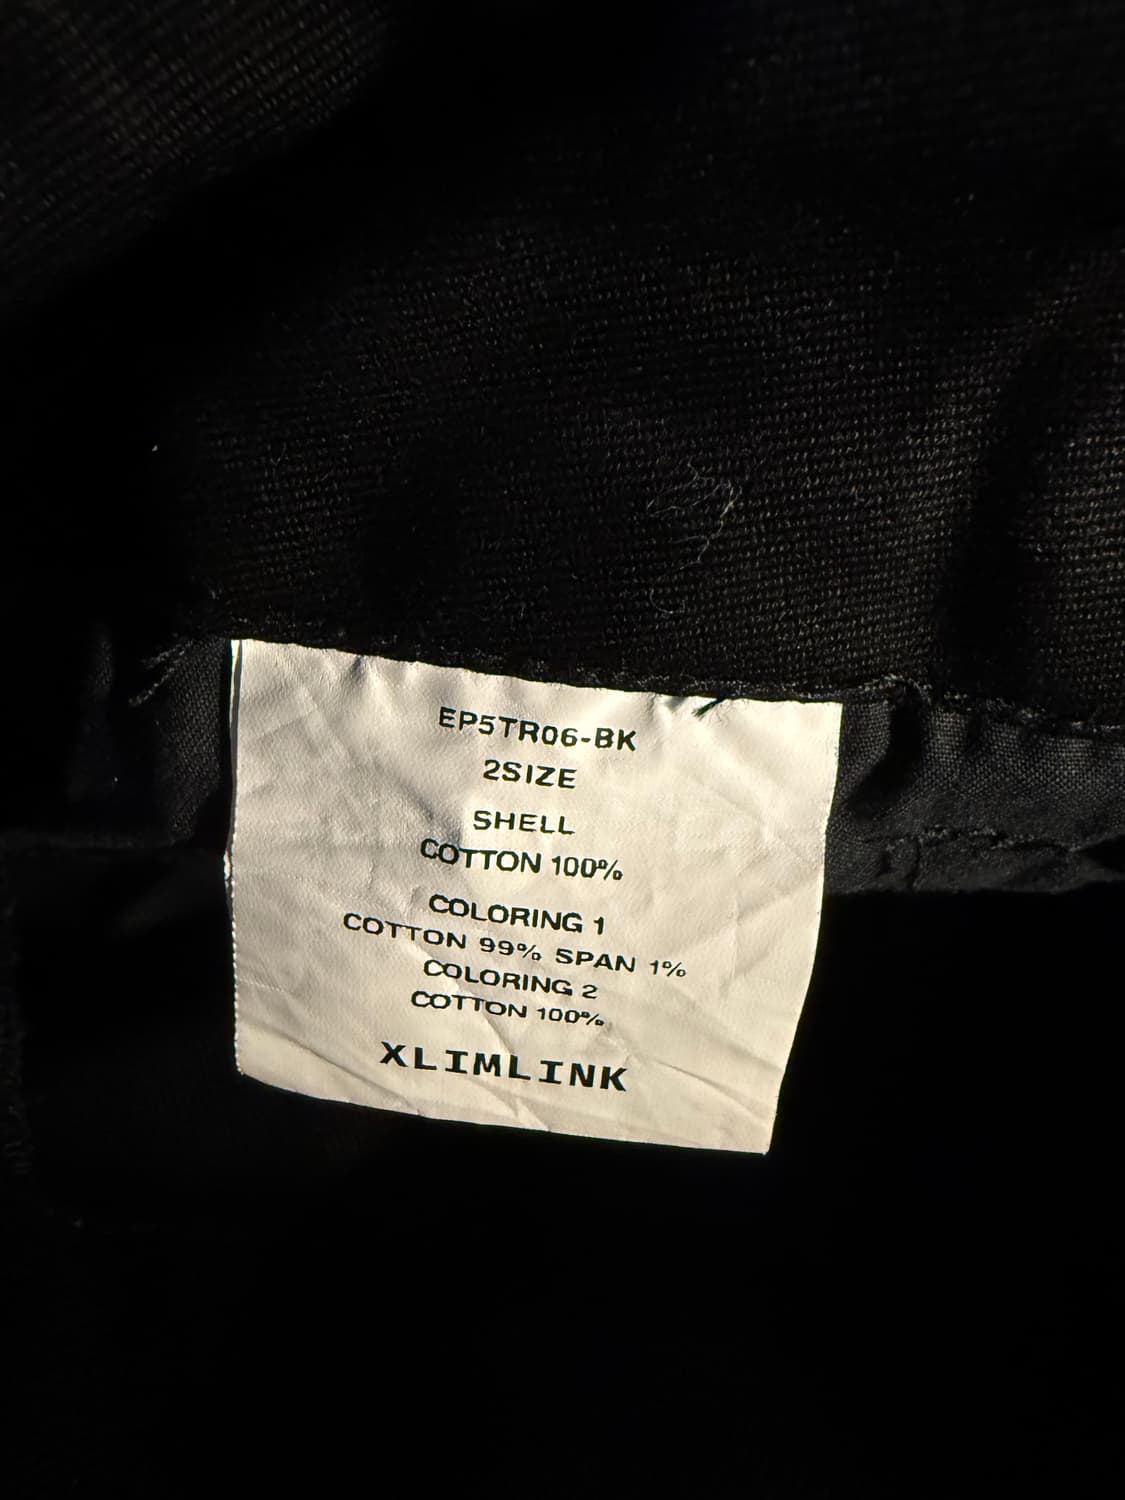 EP5TR06-BK
2SIZE
SHELL
COTTON 100%
COLORING 1
COTTON 99% SPAN 1%
COLORING 2
COTTON 100%
XLIMLINK